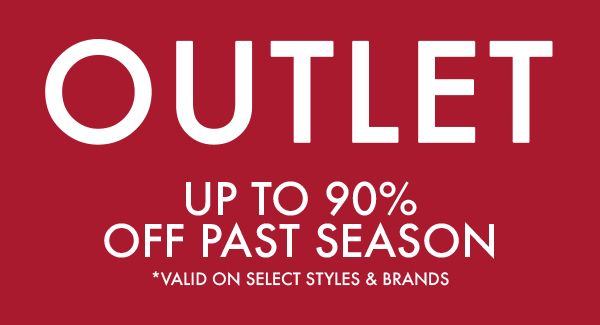 OUTLET
UP TO 90%
OFF PAST SEASON
*VALID ON SELECT STYLES & BRANDS